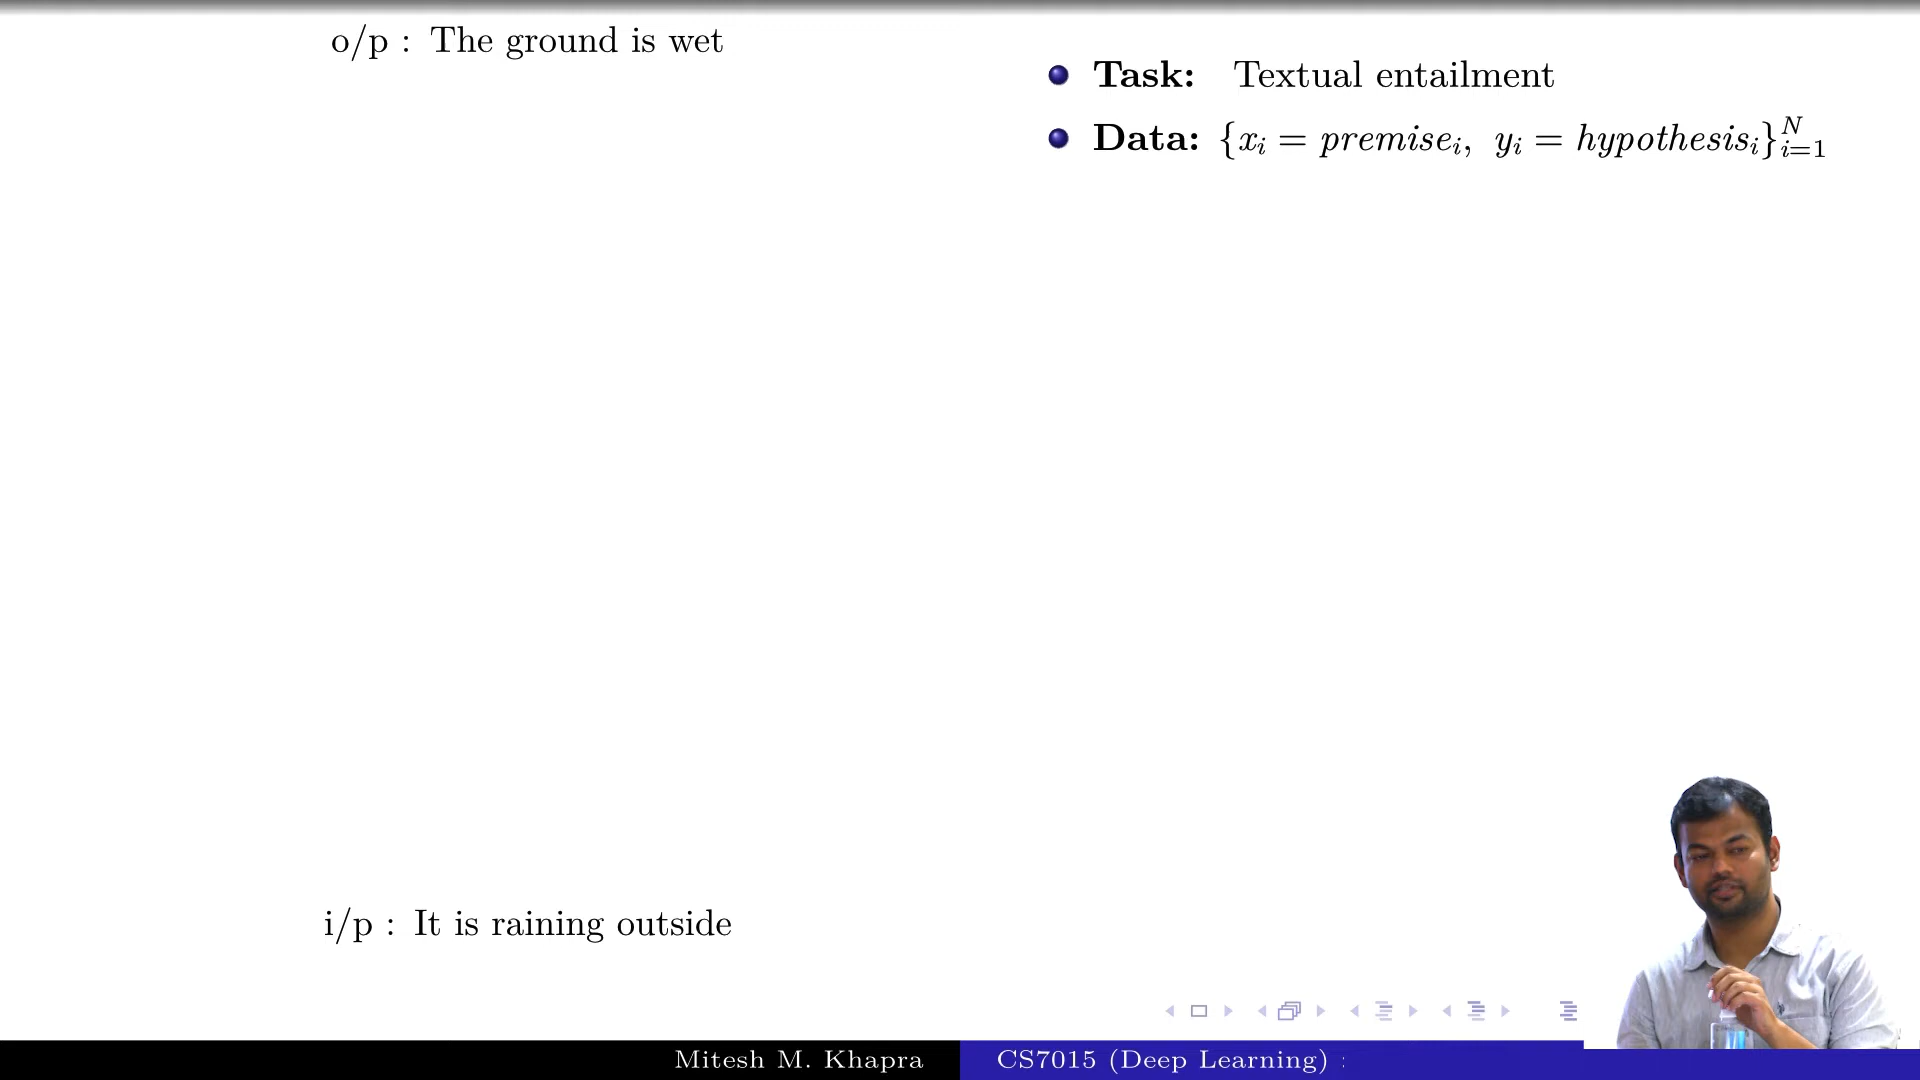 o/p : The ground is wet
Task: Textual entailment
Data: {x_i = premise_i, y_i = hypothesis_i}_{i=1}^N
i/p : It is raining outside
Mitesh M. Khapra
CS7015 (Deep Learning) :